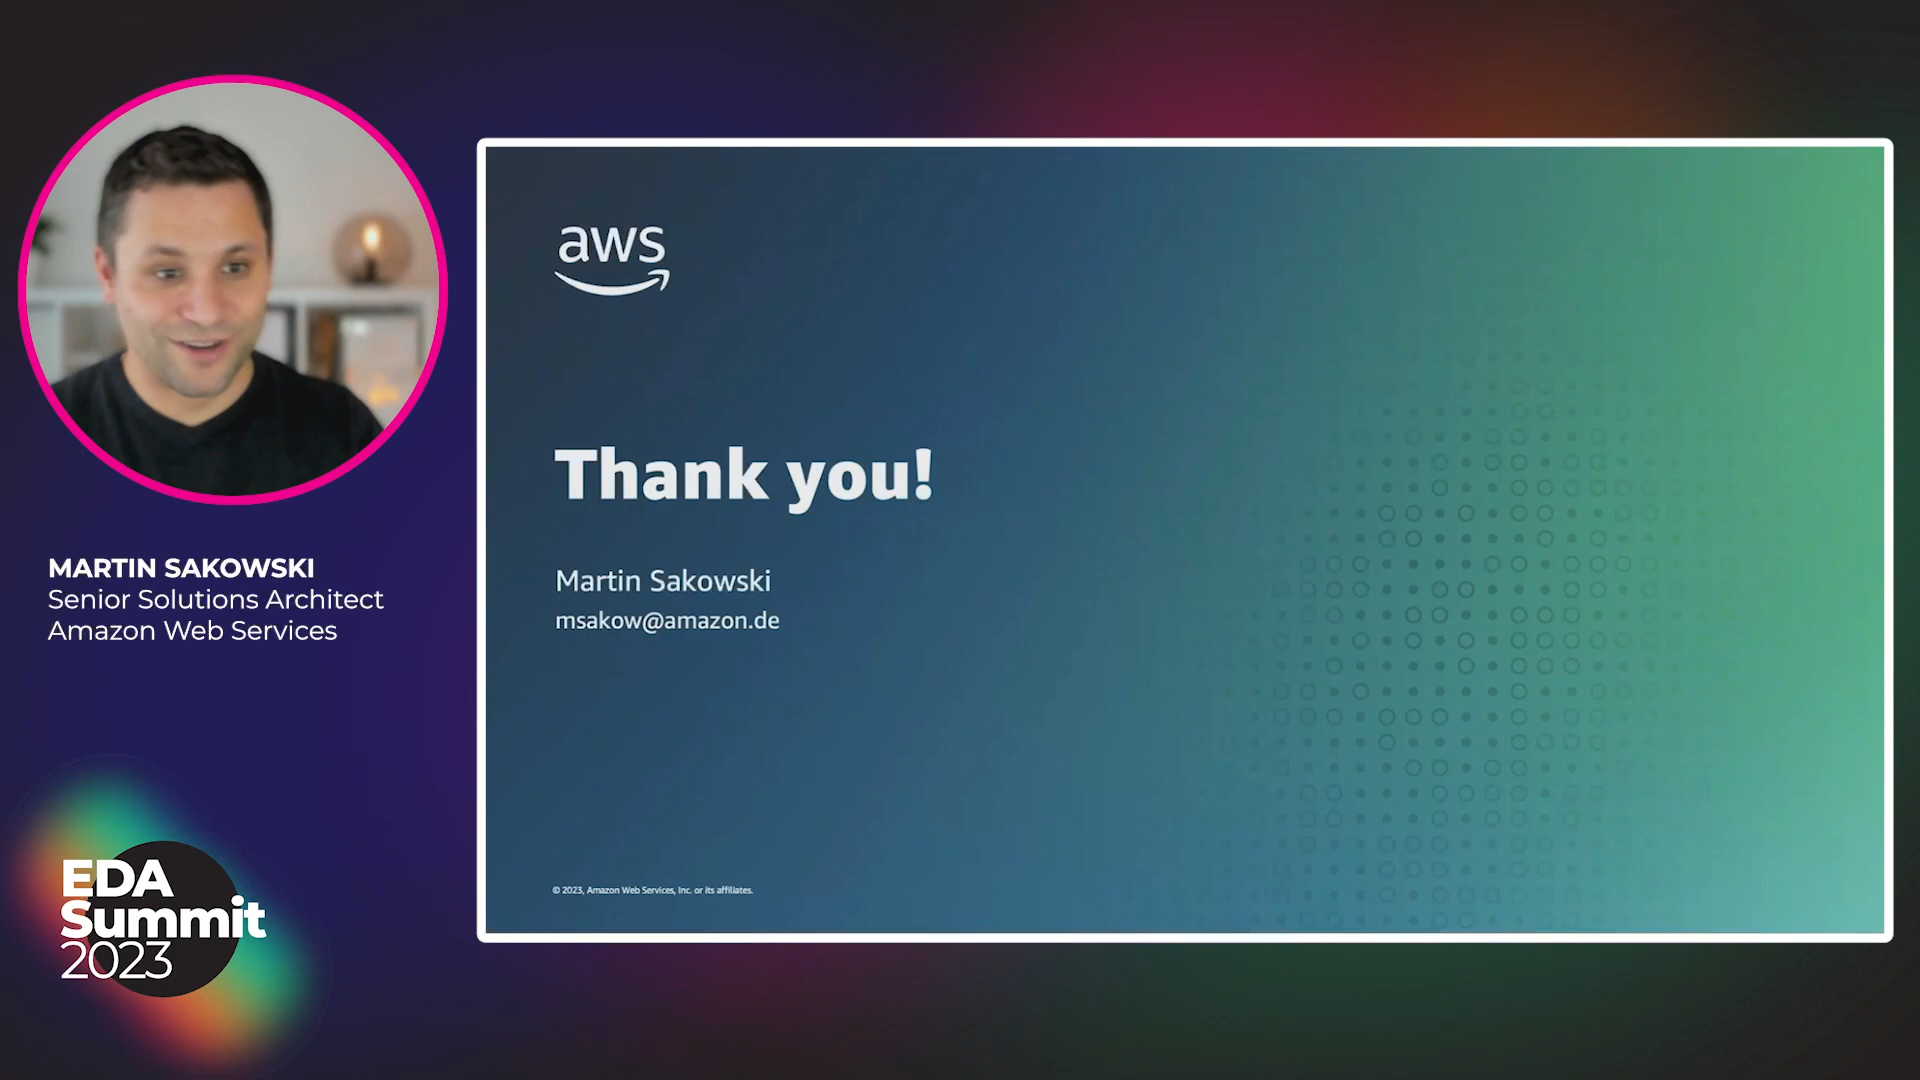 MARTIN SAKOWSKI
Senior Solutions Architect
Amazon Web Services
EDA
Summit
2023
aws
Thank you!
Martin Sakowski
msakow@amazon.de
© 2023, Amazon Web Services, Inc. or its affiliates.